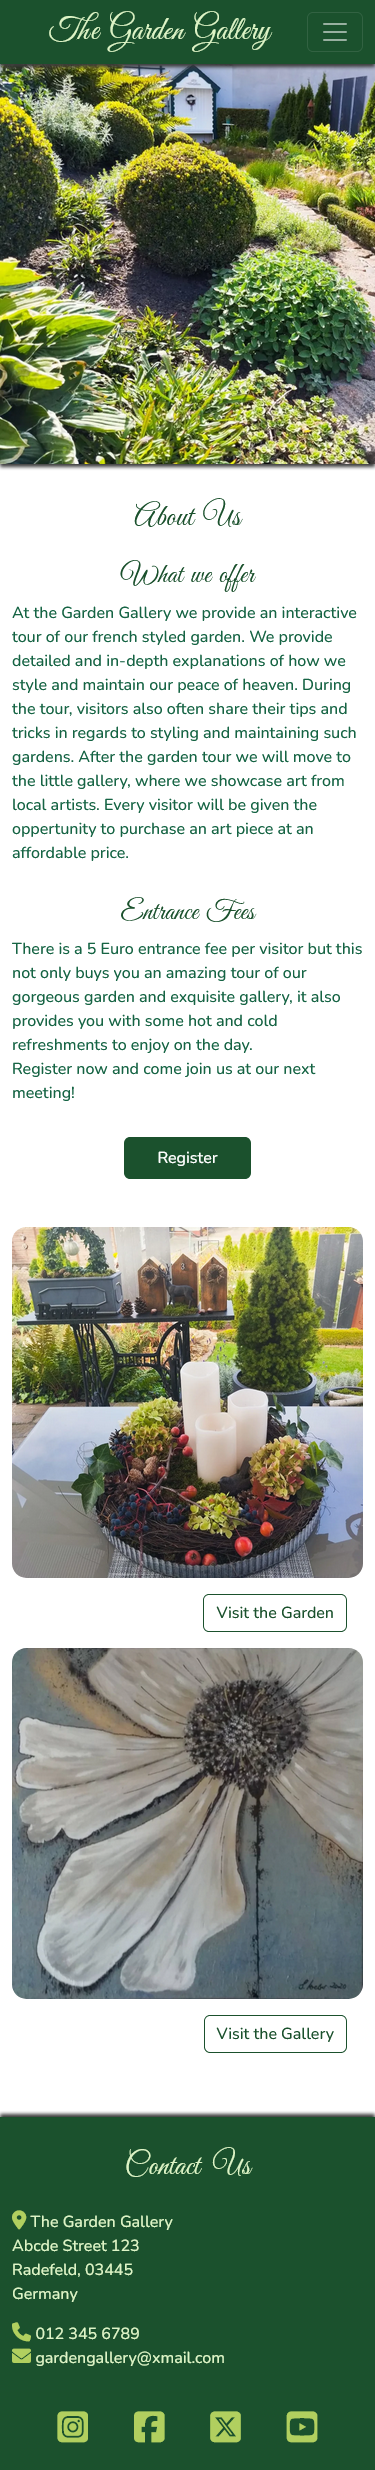 The Garden Gallery
About Us
What we offer
At the Garden Gallery we provide an interactive
tour of our french styled garden. We provide
detailed and in-depth explanations of how we
style and maintain our peace of heaven. During
the tour, visitors also often share their tips and
tricks in regards to styling and maintaining such
gardens. After the garden tour we will move to
the little gallery, where we showcase art from
local artists. Every visitor will be given the
oppertunity to purchase an art piece at an
affordable price.
Entrance Fees
There is a 5 Euro entrance fee per visitor but this
not only buys you an amazing tour of our
gorgeous garden and exquisite gallery, it also
provides you with some hot and cold
refreshments to enjoy on the day.
Register now and come join us at our next
meeting!
Register
3
Visit the Garden
Visit the Gallery
Contact Us
The Garden Gallery
Abcde Street 123
Radefeld, 03445
Germany
012 345 6789
gardengallery@xmail.com